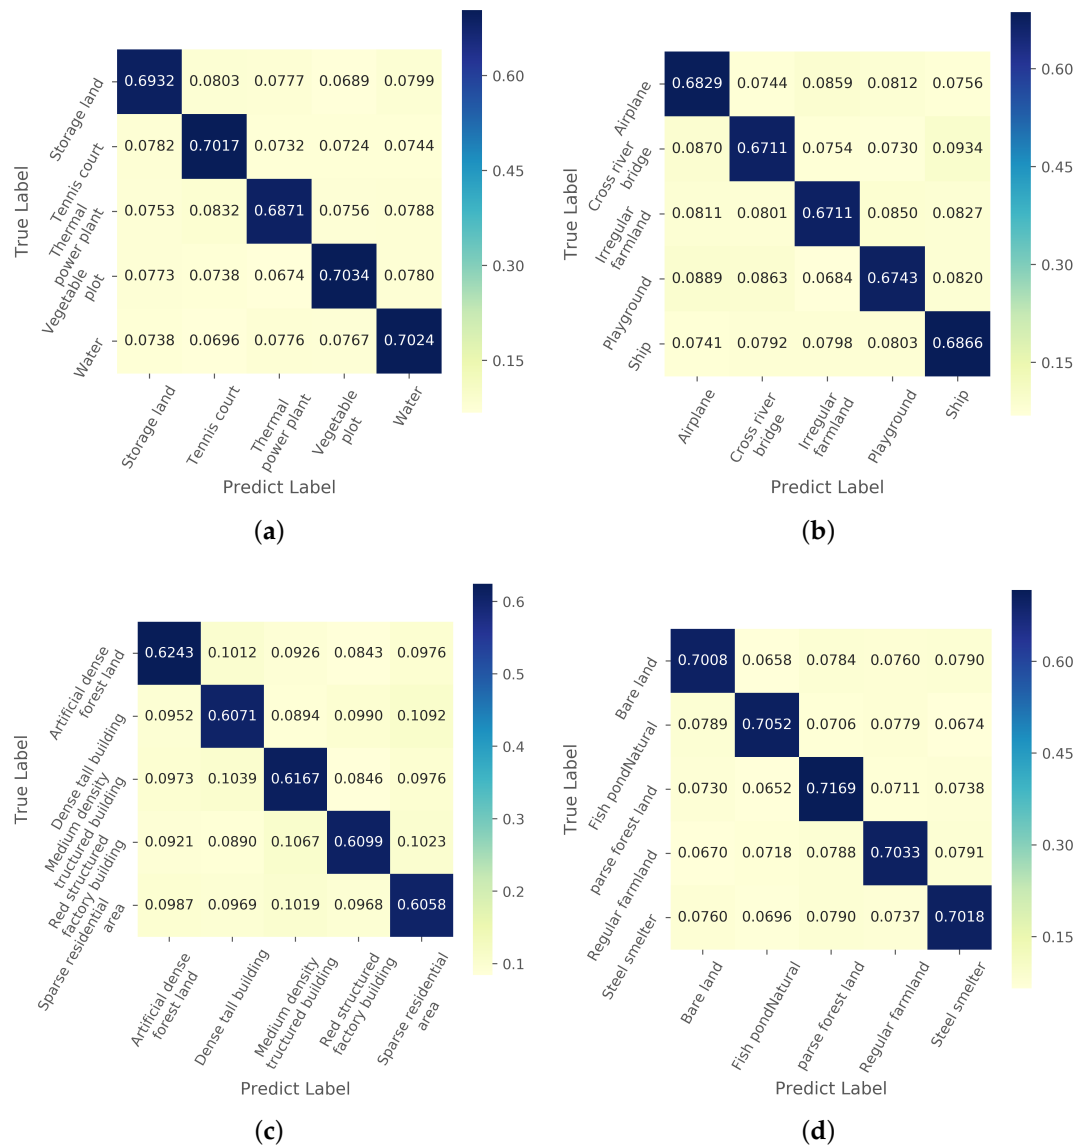 0.6932 0.0803 0.0777 0.0689 0.0799
0.0782 0.7017 0.0732 0.0724 0.0744
0.0753 0.0832 0.6871 0.0756 0.0788
0.0773 0.0738 0.0674 0.7034 0.0780
0.0738 0.0696 0.0776 0.0767 0.7024
Storage land
Tennis court
Thermal
power plant
Vegetable
plot
Water
True Label
Storage land
Tennis court
Thermal
power plant
Vegetable
plot
Water
Predict Label
0.60
0.45
0.30
0.15
(a)
0.6829 0.0744 0.0859 0.0812 0.0756
0.0870 0.6711 0.0754 0.0730 0.0934
0.0811 0.0801 0.6711 0.0850 0.0827
0.0889 0.0863 0.0684 0.6743 0.0820
0.0741 0.0792 0.0798 0.0803 0.6866
Airplane
Cross river
bridge
Irregular
farmland
Playground
Ship
True Label
Airplane
Cross river
bridge
Irregular
farmland
Playground
Ship
Predict Label
0.60
0.45
0.30
0.15
(b)
0.6243 0.1012 0.0926 0.0843 0.0976
0.0952 0.6071 0.0894 0.0990 0.1092
0.0973 0.1039 0.6167 0.0846 0.0976
0.0921 0.0890 0.1067 0.6099 0.1023
0.0987 0.0969 0.1019 0.0968 0.6058
Artificial dense
forest land
Dense tall building
Medium density
tructured building
Red structured
factory building
Sparse residential
area
True Label
Artificial dense
forest land
Dense tall building
Medium density
tructured building
Red structured
factory building
Sparse residential
area
Predict Label
0.6
0.5
0.4
0.3
0.2
0.1
(c)
0.7008 0.0658 0.0784 0.0760 0.0790
0.0789 0.7052 0.0706 0.0779 0.0674
0.0730 0.0652 0.7169 0.0711 0.0738
0.0670 0.0718 0.0788 0.7033 0.0791
0.0760 0.0696 0.0790 0.0737 0.7018
Bare land
Fish pondNatural
parse forest land
Regular farmland
Steel smelter
True Label
Bare land
Fish pondNatural
parse forest land
Regular farmland
Steel smelter
Predict Label
0.60
0.45
0.30
0.15
(d)